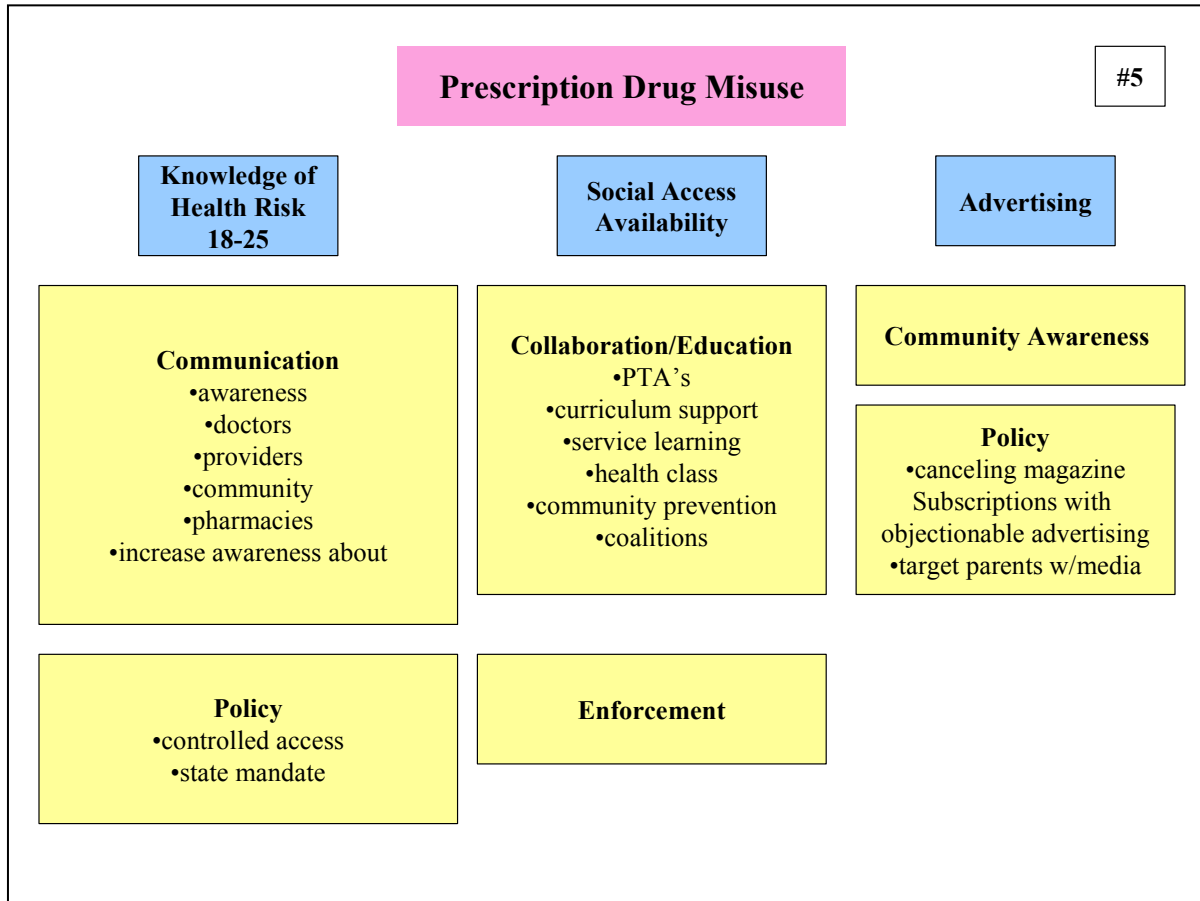 Prescription Drug Misuse
#5
Knowledge of
Health Risk
18-25
Social Access
Availability
Advertising
Communication
•awareness
•doctors
•providers
•community
•pharmacies
•increase awareness about
Collaboration/Education
•PTA’s
•curriculum support
•service learning
•health class
•community prevention
•coalitions
Community Awareness
Policy
•canceling magazine
Subscriptions with
objectionable advertising
•target parents w/media
Policy
•controlled access
•state mandate
Enforcement